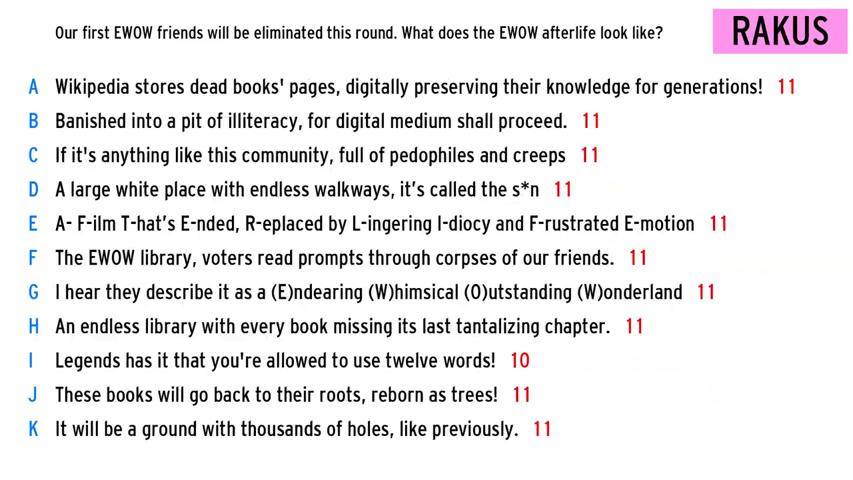 Our first EWOW friends will be eliminated this round. What does the EWOW afterlife look like?
RAKUS
A Wikipedia stores dead books' pages, digitally preserving their knowledge for generations! 11
B Banished into a pit of illiteracy, for digital medium shall proceed. 11
C If it's anything like this community, full of pedophiles and creeps 11
D A large white place with endless walkways, it’s called the s*n 11
E A- F-ilm T-hat’s E-nded, R-eplaced by L-ingering I-diocy and F-rustrated E-motion 11
F The EWOW library, voters read prompts through corpses of our friends. 11
G I hear they describe it as a (E)ndearing (W)himsical (O)utstanding (W)onderland 11
H An endless library with every book missing its last tantalizing chapter. 11
I Legends has it that you're allowed to use twelve words! 10
J These books will go back to their roots, reborn as trees! 11
K It will be a ground with thousands of holes, like previously. 11